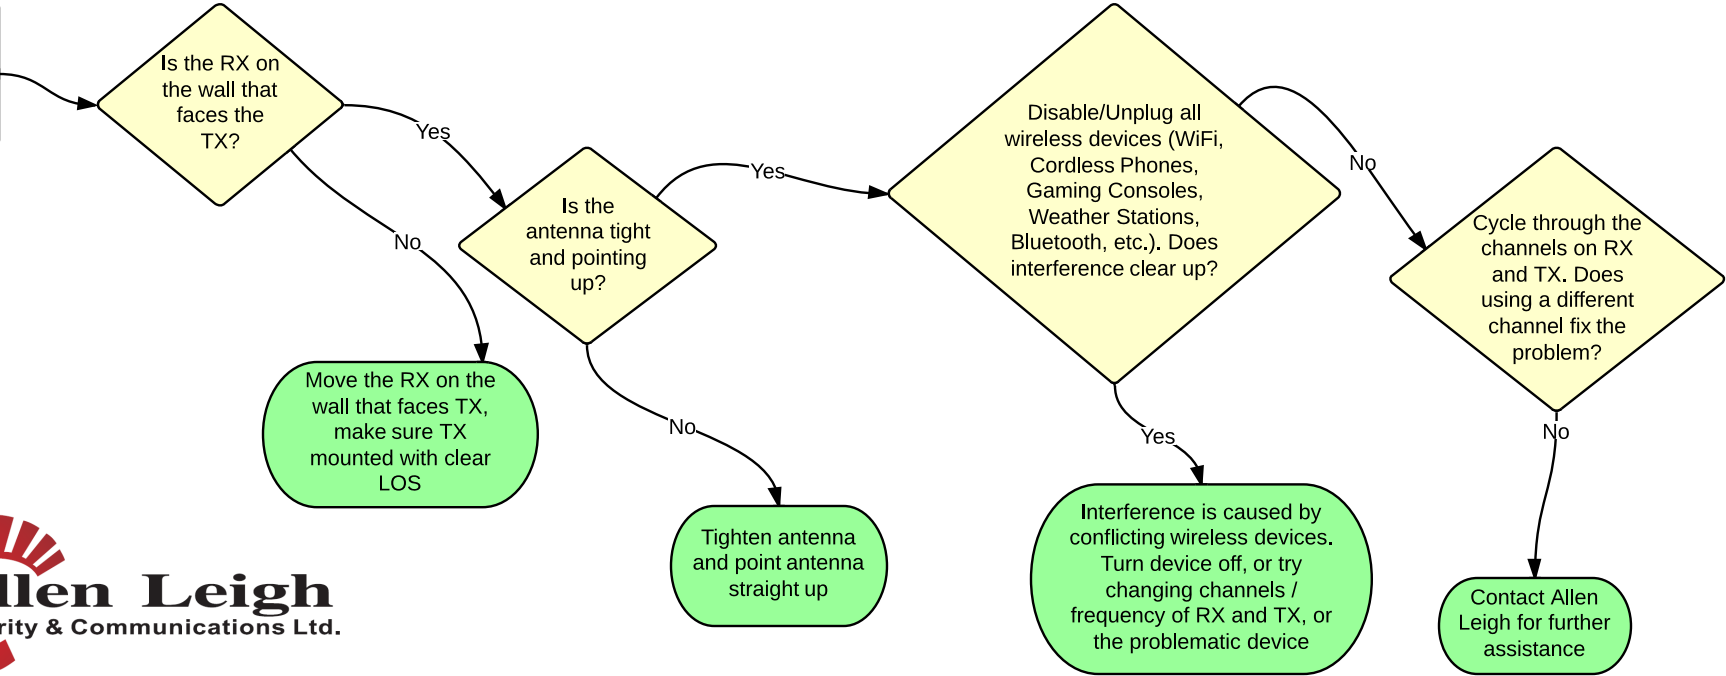 Is the RX on
the wall that
faces the
TX?
Yes
No
Move the RX on the
wall that faces TX,
make sure TX
mounted with clear
LOS
Is the
antenna tight
and pointing
up?
Yes
No
Tighten antenna
and point antenna
straight up
Disable/Unplug all
wireless devices (WiFi,
Cordless Phones,
Gaming Consoles,
Weather Stations,
Bluetooth, etc.). Does
interference clear up?
No
Yes
Interference is caused by
conflicting wireless devices.
Turn device off, or try
changing channels /
frequency of RX and TX, or
the problematic device
Cycle through the
channels on RX
and TX. Does
using a different
channel fix the
problem?
No
Contact Allen
Leigh for further
assistance
llen Leigh
rity & Communications Ltd.